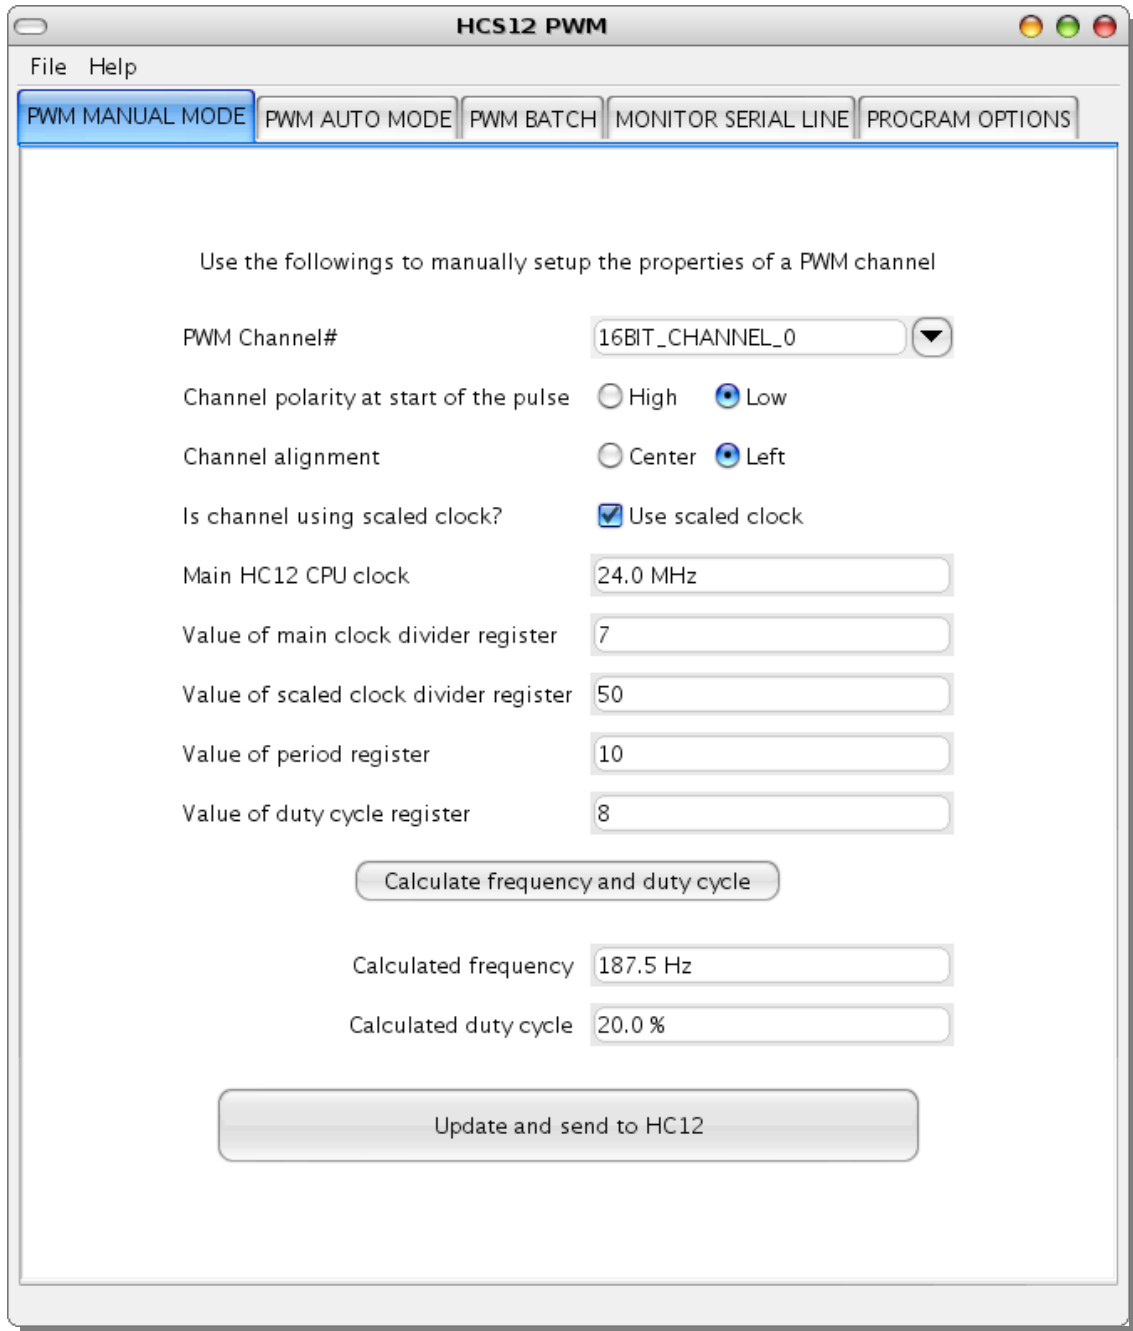 HCS12 PWM
File Help
PWM MANUAL MODE PWM AUTO MODE PWM BATCH MONITOR SERIAL LINE PROGRAM OPTIONS
Use the followings to manually setup the properties of a PWM channel
PWM Channel# 16BIT_CHANNEL_0
Channel polarity at start of the pulse High Low
Channel alignment Center Left
Is channel using scaled clock? Use scaled clock
Main HC12 CPU clock 24.0 MHz
Value of main clock divider register 7
Value of scaled clock divider register 50
Value of period register 10
Value of duty cycle register 8
Calculate frequency and duty cycle
Calculated frequency 187.5 Hz
Calculated duty cycle 20.0 %
Update and send to HC12